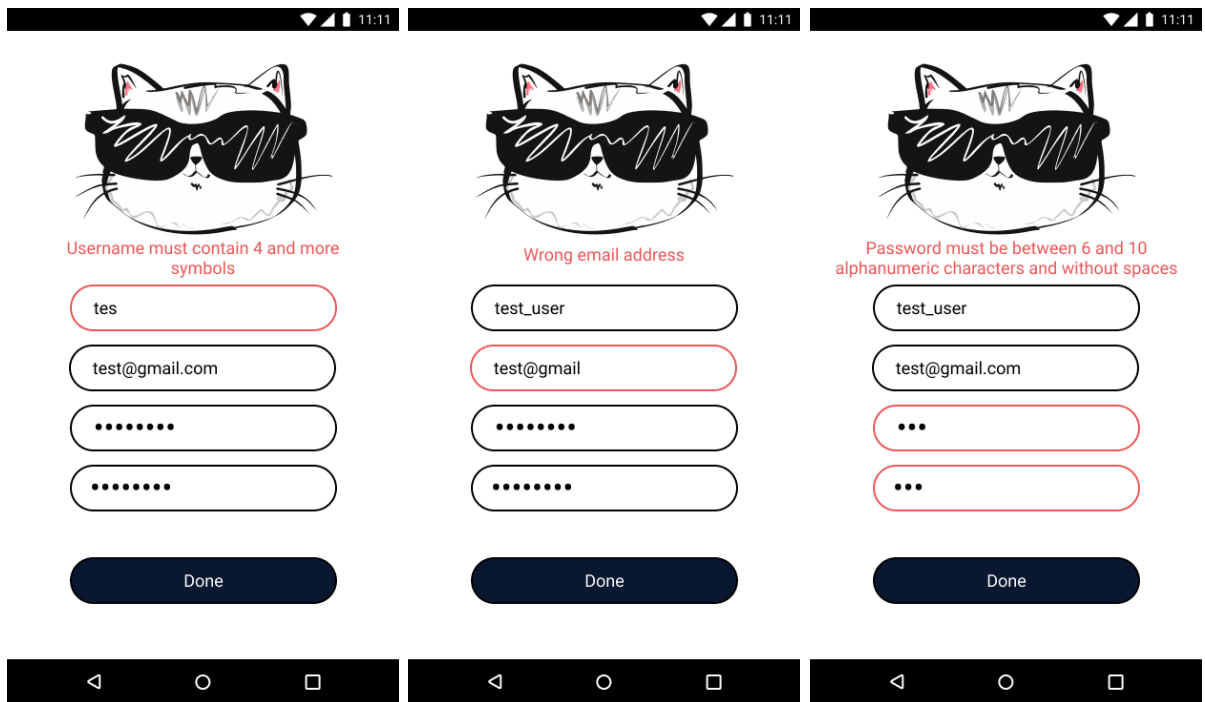 11:11
Username must contain 4 and more
symbols
tes
test@gmail.com
••••••••
••••••••
Done
11:11
Wrong email address
test_user
test@gmail
••••••••
••••••••
Done
11:11
Password must be between 6 and 10
alphanumeric characters and without spaces
test_user
test@gmail.com
•••
•••
Done